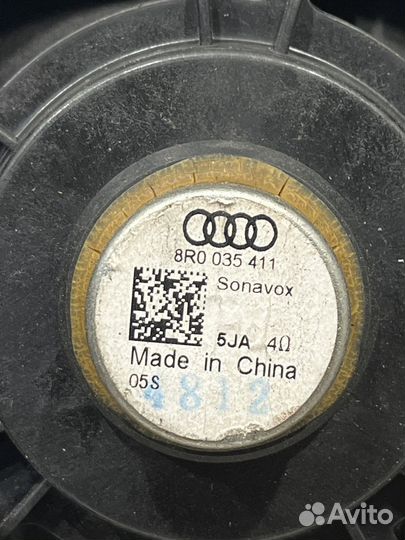 8R0 035 411
Sonavox
5JA 4Ω
Made in China
05S
4812
Avito